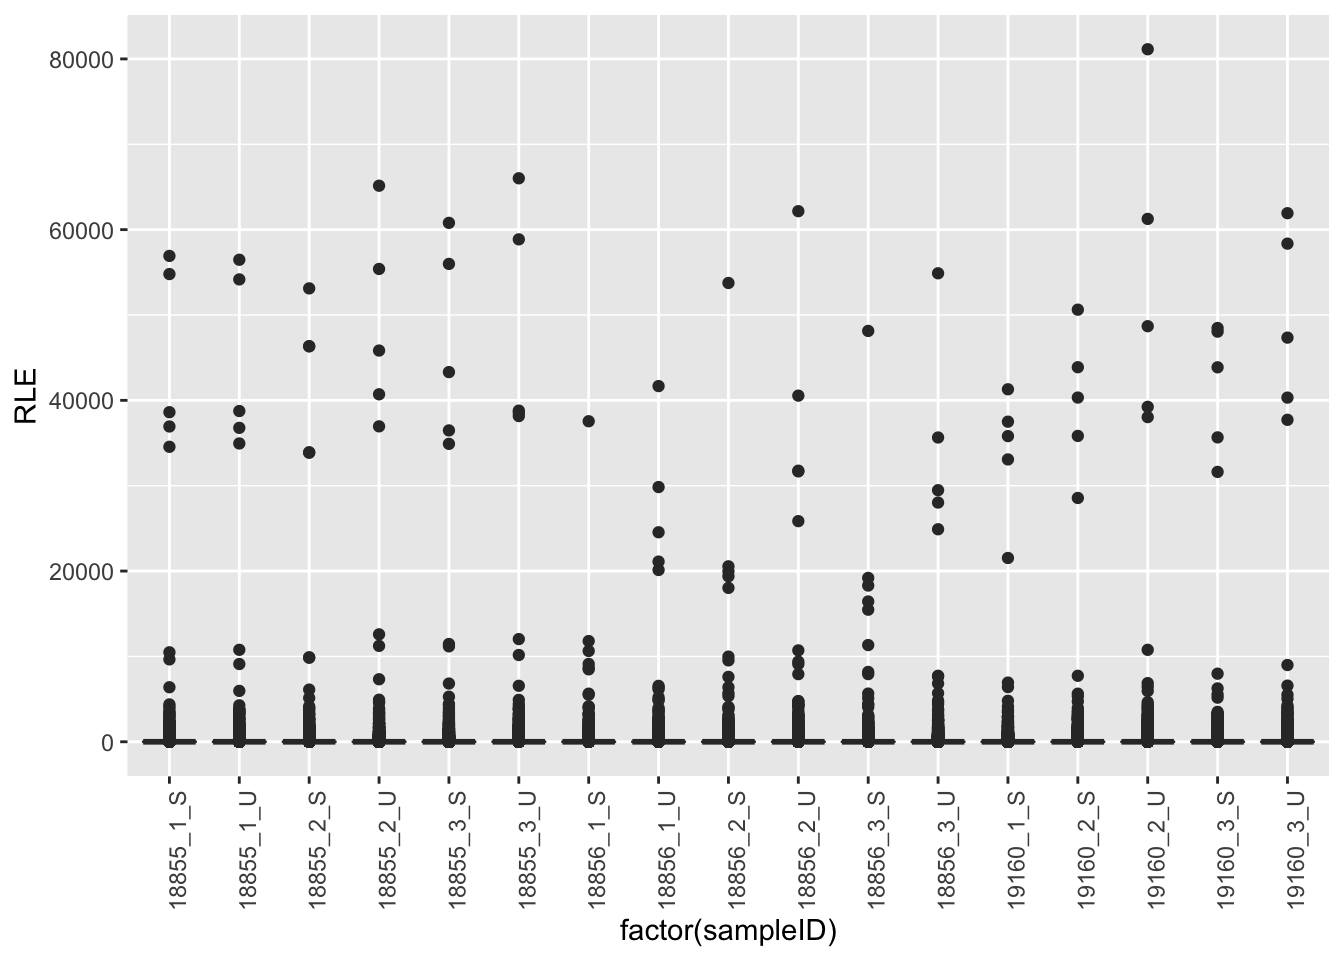 RLE
80000
60000
40000
20000
0
18855_1_S
18855_1_U
18855_2_S
18855_2_U
18855_3_S
18855_3_U
18856_1_S
18856_1_U
18856_2_S
18856_2_U
18856_3_S
18856_3_U
19160_1_S
19160_2_S
19160_2_U
19160_3_S
19160_3_U
factor(sampleID)